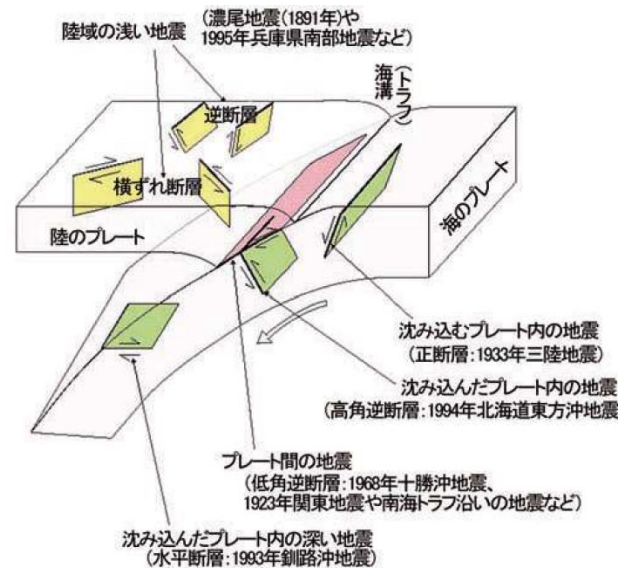 陸域の浅い地震
(濃尾地震(1891年)や
1995年兵庫県南部地震など)
海溝
(トラフ)
逆断層
横ずれ断層
陸のプレート
海のプレート
沈み込むプレート内の地震
(正断層:1933年三陸地震)
沈み込んだプレート内の地震
(高角逆断層:1994年北海道東方沖地震
プレート間の地震
(低角逆断層:1968年十勝沖地震、
1923年関東地震や南海トラフ沿いの地震など)
沈み込んだプレート内の深い地震
(水平断層:1993年釧路沖地震)